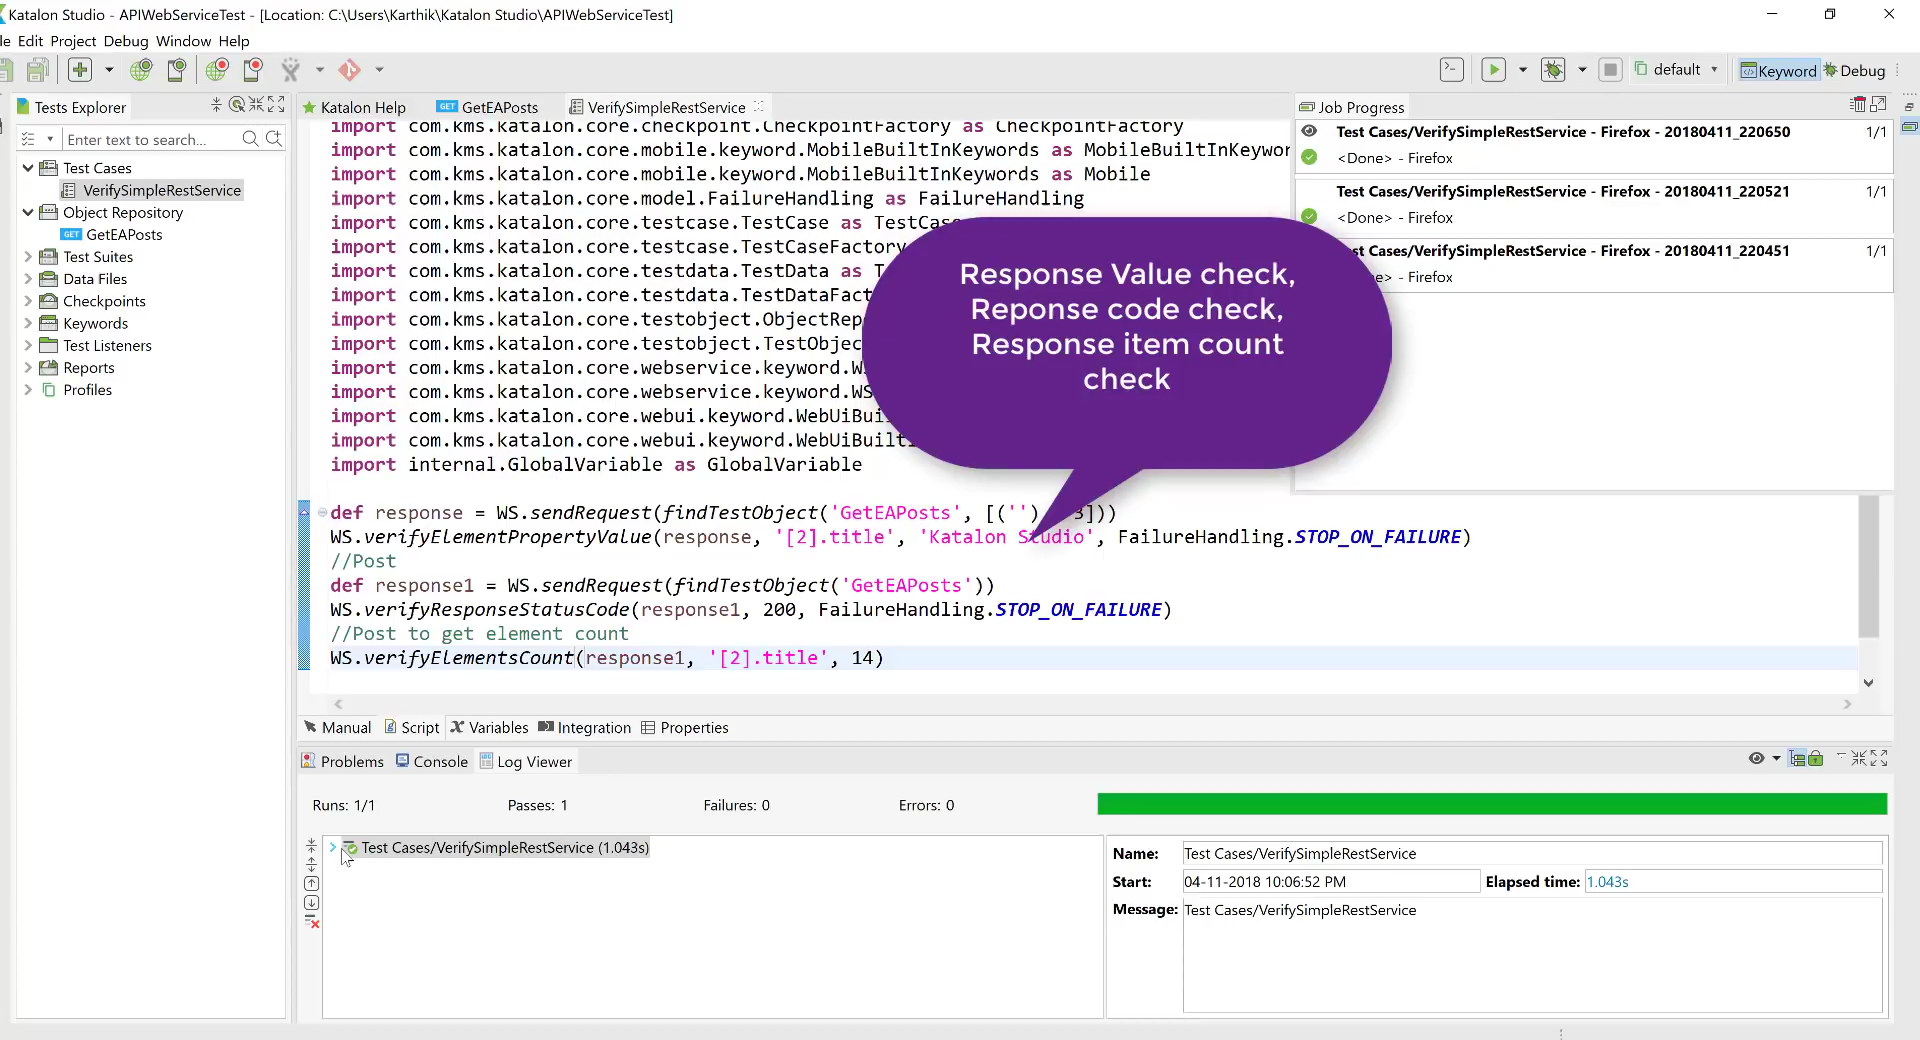 Katalon Studio - APIWebServiceTest - [Location: C:\Users\Karthik\Katalon Studio\APIWebServiceTest]
le Edit Project Debug Window Help
default
Keyword
Debug
Tests Explorer
Enter text to search...
Test Cases
VerifySimpleRestService
Object Repository
GET GetEAPosts
Test Suites
Data Files
Checkpoints
Keywords
Test Listeners
Reports
Profiles
Katalon Help
GET GetEAPosts
VerifySimpleRestService
import com.kms.katalon.core.checkpoint.CheckpointFactory as CheckpointFactory
import com.kms.katalon.core.mobile.keyword.MobileBuiltInKeywords as MobileBuiltInKeywor
import com.kms.katalon.core.mobile.keyword.MobileBuiltInKeywords as Mobile
import com.kms.katalon.core.model.FailureHandling as FailureHandling
import com.kms.katalon.core.testcase.TestCase as TestCase
import com.kms.katalon.core.testcase.TestCaseFactory
import com.kms.katalon.core.testdata.TestData as T
import com.kms.katalon.core.testdata.TestDataFact
import com.kms.katalon.core.testobject.ObjectRep
import com.kms.katalon.core.testobject.TestObjec
import com.kms.katalon.core.webservice.keyword.W
import com.kms.katalon.core.webservice.keyword.WS
import com.kms.katalon.core.webui.keyword.WebUiBui
import com.kms.katalon.core.webui.keyword.WebUiBuilt
import internal.GlobalVariable as GlobalVariable
def response = WS.sendRequest(findTestObject('GetEAPosts', [('') 3]))
WS.verifyElementPropertyValue(response, '[2].title', 'Katalon Studio', FailureHandling.STOP_ON_FAILURE)
//Post
def response1 = WS.sendRequest(findTestObject('GetEAPosts'))
WS.verifyResponseStatusCode(response1, 200, FailureHandling.STOP_ON_FAILURE)
//Post to get element count
WS.verifyElementsCount(response1, '[2].title', 14)
Response Value check,
Reponse code check,
Response item count
check
Job Progress
Test Cases/VerifySimpleRestService - Firefox - 20180411_220650 1/1
<Done> - Firefox
Test Cases/VerifySimpleRestService - Firefox - 20180411_220521 1/1
<Done> - Firefox
st Cases/VerifySimpleRestService - Firefox - 20180411_220451 1/1
ne> - Firefox
Manual Script Variables Integration Properties
Problems Console Log Viewer
Runs: 1/1 Passes: 1 Failures: 0 Errors: 0
Test Cases/VerifySimpleRestService (1.043s)
Name: Test Cases/VerifySimpleRestService
Start: 04-11-2018 10:06:52 PM Elapsed time: 1.043s
Message: Test Cases/VerifySimpleRestService